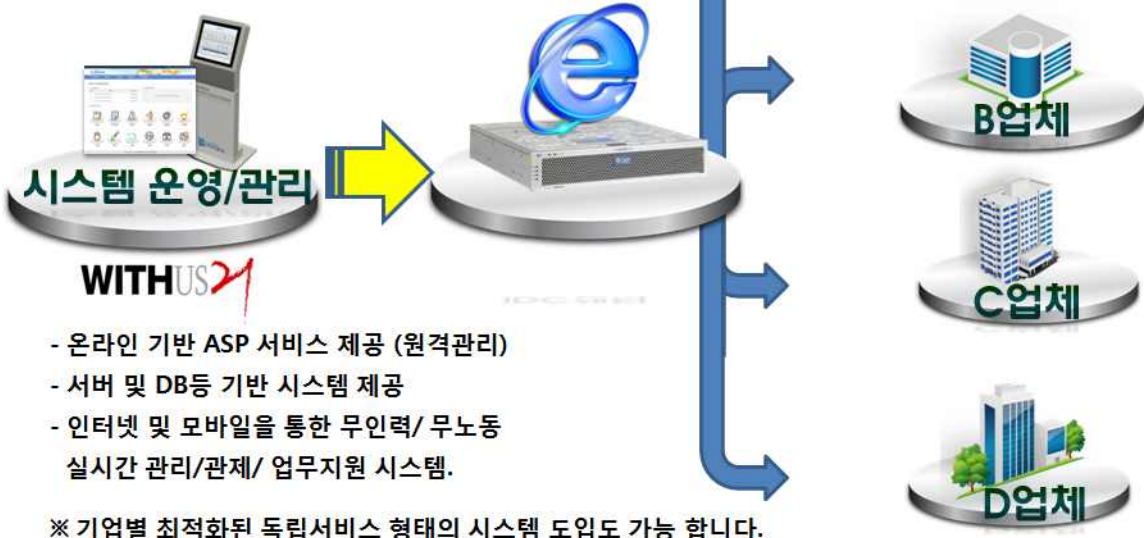 B업체
시스템 운영/관리
C업체
WITHUS21
- 온라인 기반 ASP 서비스 제공 (원격관리)
- 서버 및 DB등 기반 시스템 제공
- 인터넷 및 모바일을 통한 무인력/ 무노동
실시간 관리/관제/ 업무지원 시스템.
D업체
※ 기업별 최적화된 독립서비스 형태의 시스템 도입도 가능 합니다.